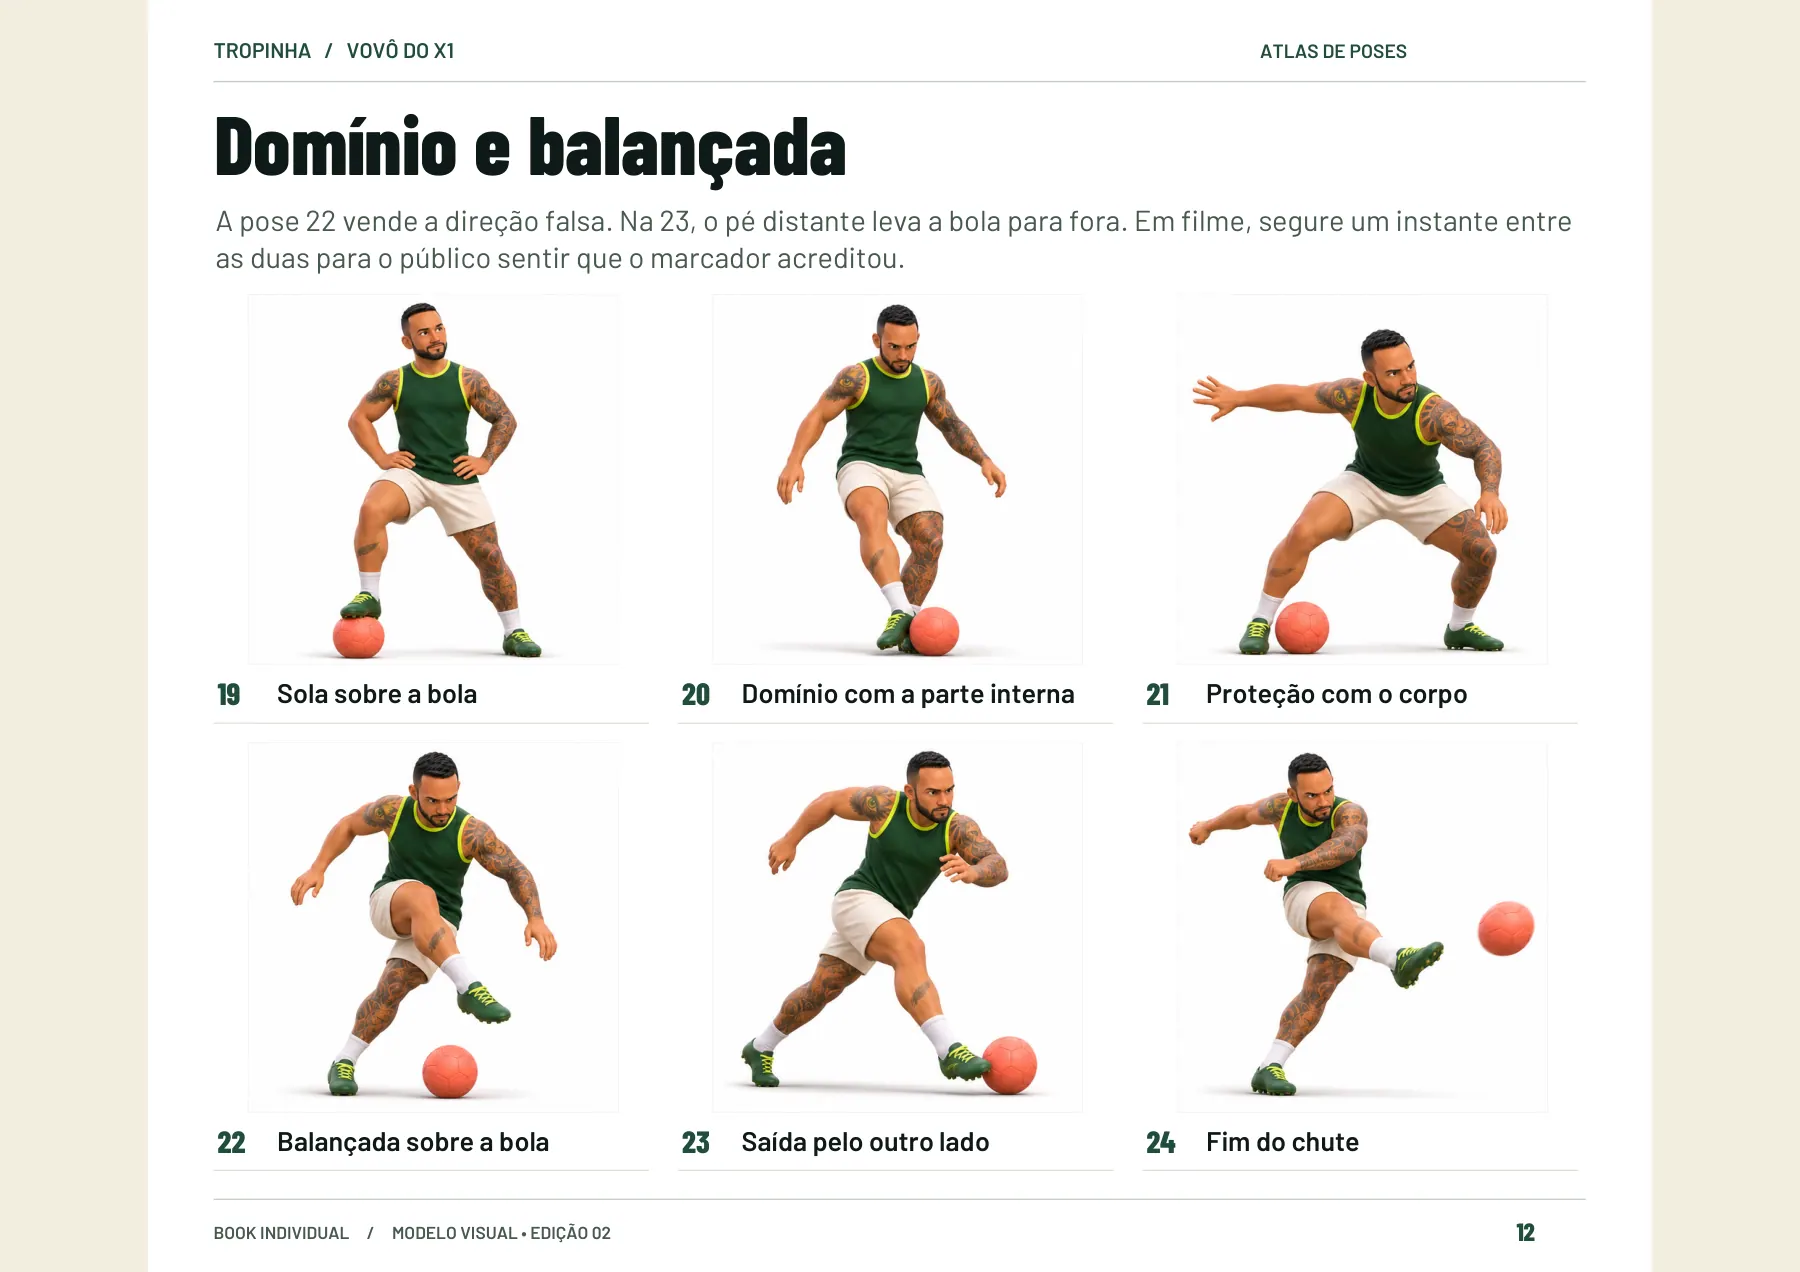 TROPINHA / VOVÔ DO X1
ATLAS DE POSES
Domínio e balançada
A pose 22 vende a direção falsa. Na 23, o pé distante leva a bola para fora. Em filme, segure um instante entre
as duas para o público sentir que o marcador acreditou.
19 Sola sobre a bola
20 Domínio com a parte interna
21 Proteção com o corpo
22 Balançada sobre a bola
23 Saída pelo outro lado
24 Fim do chute
BOOK INDIVIDUAL / MODELO VISUAL • EDIÇÃO 02
12